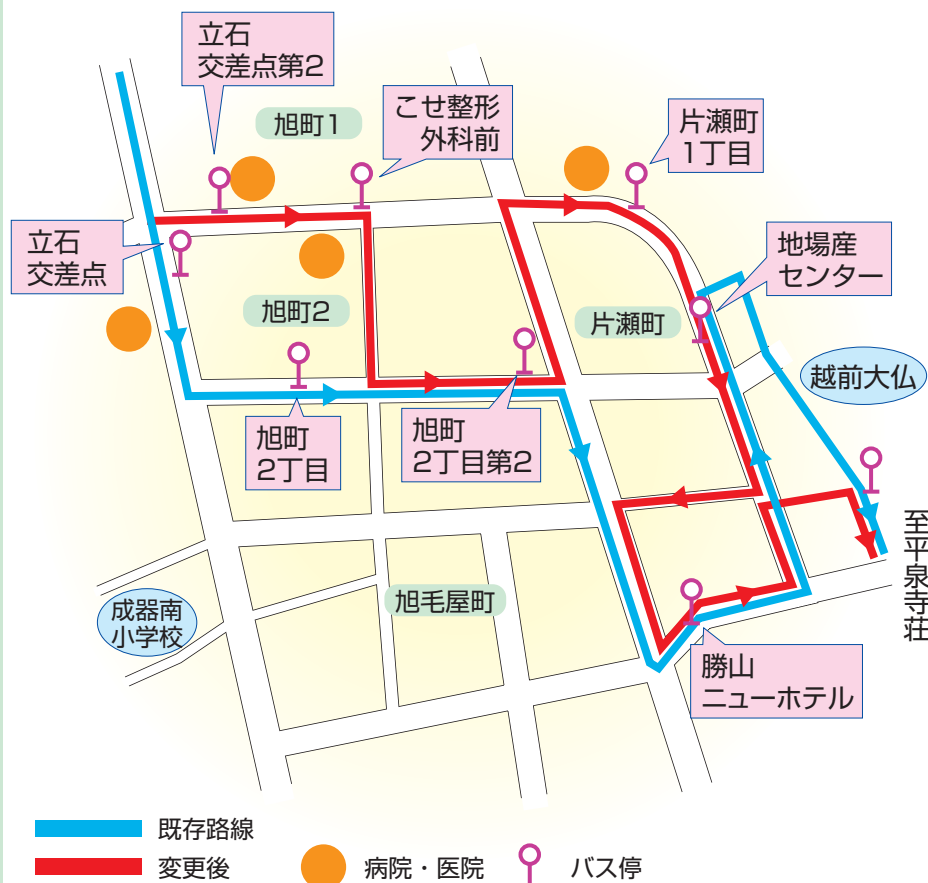 立石
交差点第2
旭町1
こせ整形
外科前
片瀬町
1丁目
立石
交差点
地場産
センター
旭町2
片瀬町
越前大仏
旭町
2丁目
旭町
2丁目第2
至平泉寺荘
成器南
小学校
旭毛屋町
勝山
ニューホテル
既存路線
変更後
病院・医院
バス停